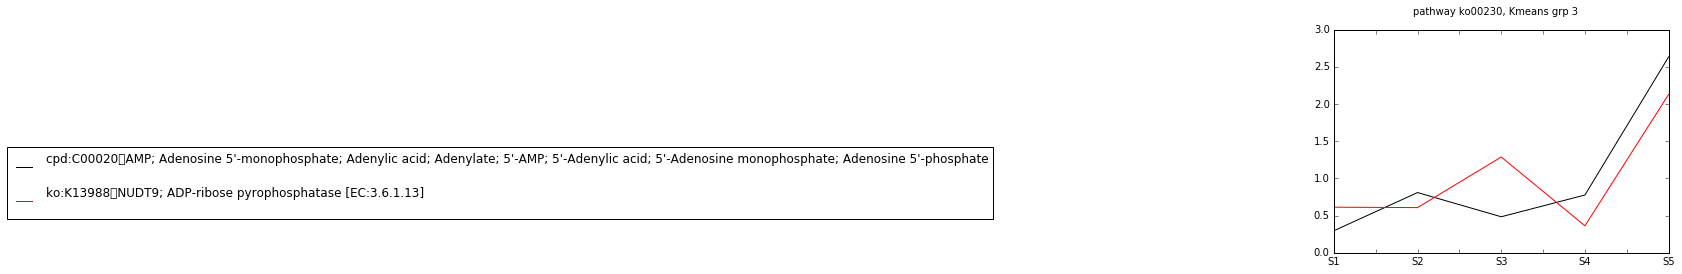 pathway ko00230, Kmeans grp 3
cpd:C00020▯AMP; Adenosine 5'-monophosphate; Adenylic acid; Adenylate; 5'-AMP; 5'-Adenylic acid; 5'-Adenosine monophosphate; Adenosine 5'-phosphate
ko:K13988▯NUDT9; ADP-ribose pyrophosphatase [EC:3.6.1.13]
3.0
2.5
2.0
1.5
1.0
0.5
0.0
S1 S2 S3 S4 S5